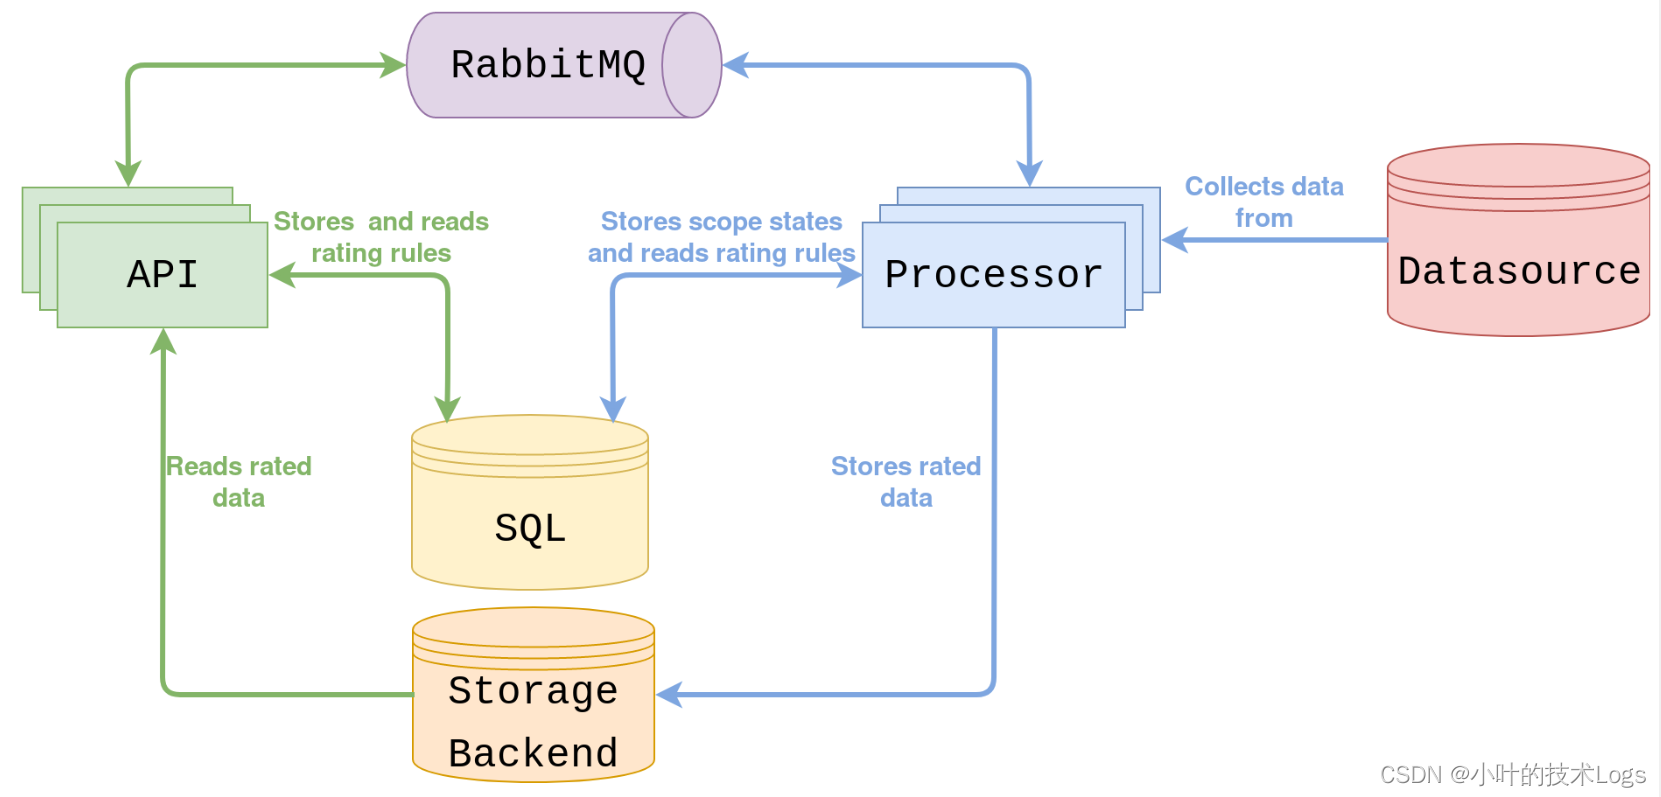 RabbitMQ
Collects data
from
Stores and reads
rating rules
Stores scope states
and reads rating rules
API
Processor
Datasource
Reads rated
data
Stores rated
data
SQL
Storage
Backend
CSDN @小叶的技术Logs